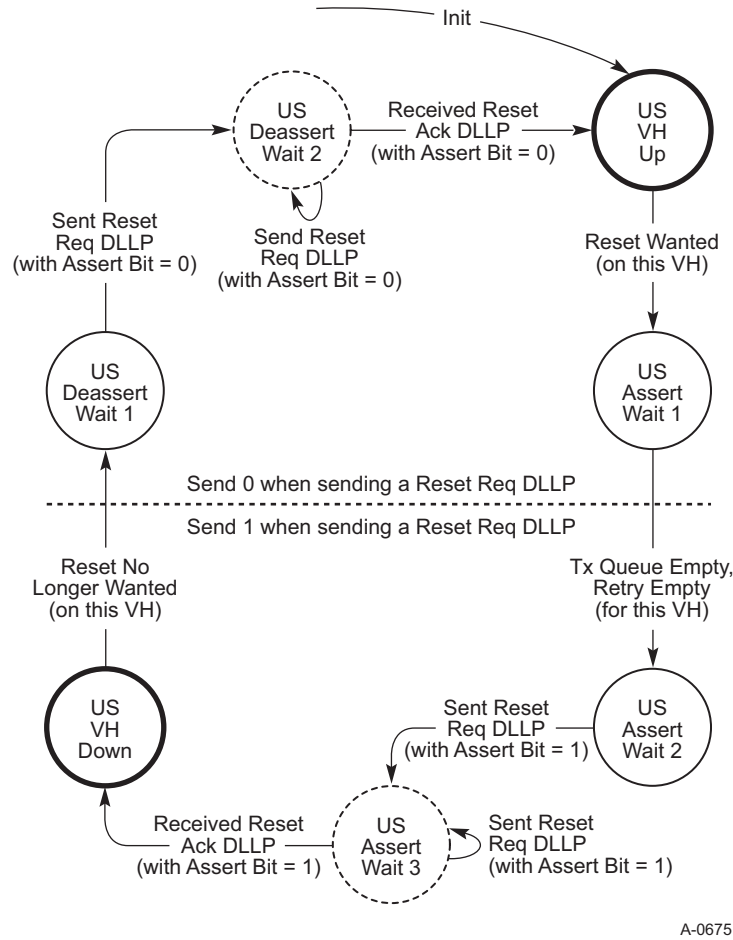 Init
US
Deassert
Wait 2
Received Reset
Ack DLLP
(with Assert Bit = 0)
US
VH
Up
Sent Reset
Req DLLP
(with Assert Bit = 0)
Send Reset
Req DLLP
(with Assert Bit = 0)
Reset Wanted
(on this VH)
US
Deassert
Wait 1
US
Assert
Wait 1
Send 0 when sending a Reset Req DLLP
Send 1 when sending a Reset Req DLLP
Reset No
Longer Wanted
(on this VH)
Tx Queue Empty,
Retry Empty
(for this VH)
US
VH
Down
Sent Reset
Req DLLP
(with Assert Bit = 1)
US
Assert
Wait 2
Received Reset
Ack DLLP
(with Assert Bit = 1)
US
Assert
Wait 3
Sent Reset
Req DLLP
(with Assert Bit = 1)
A-0675